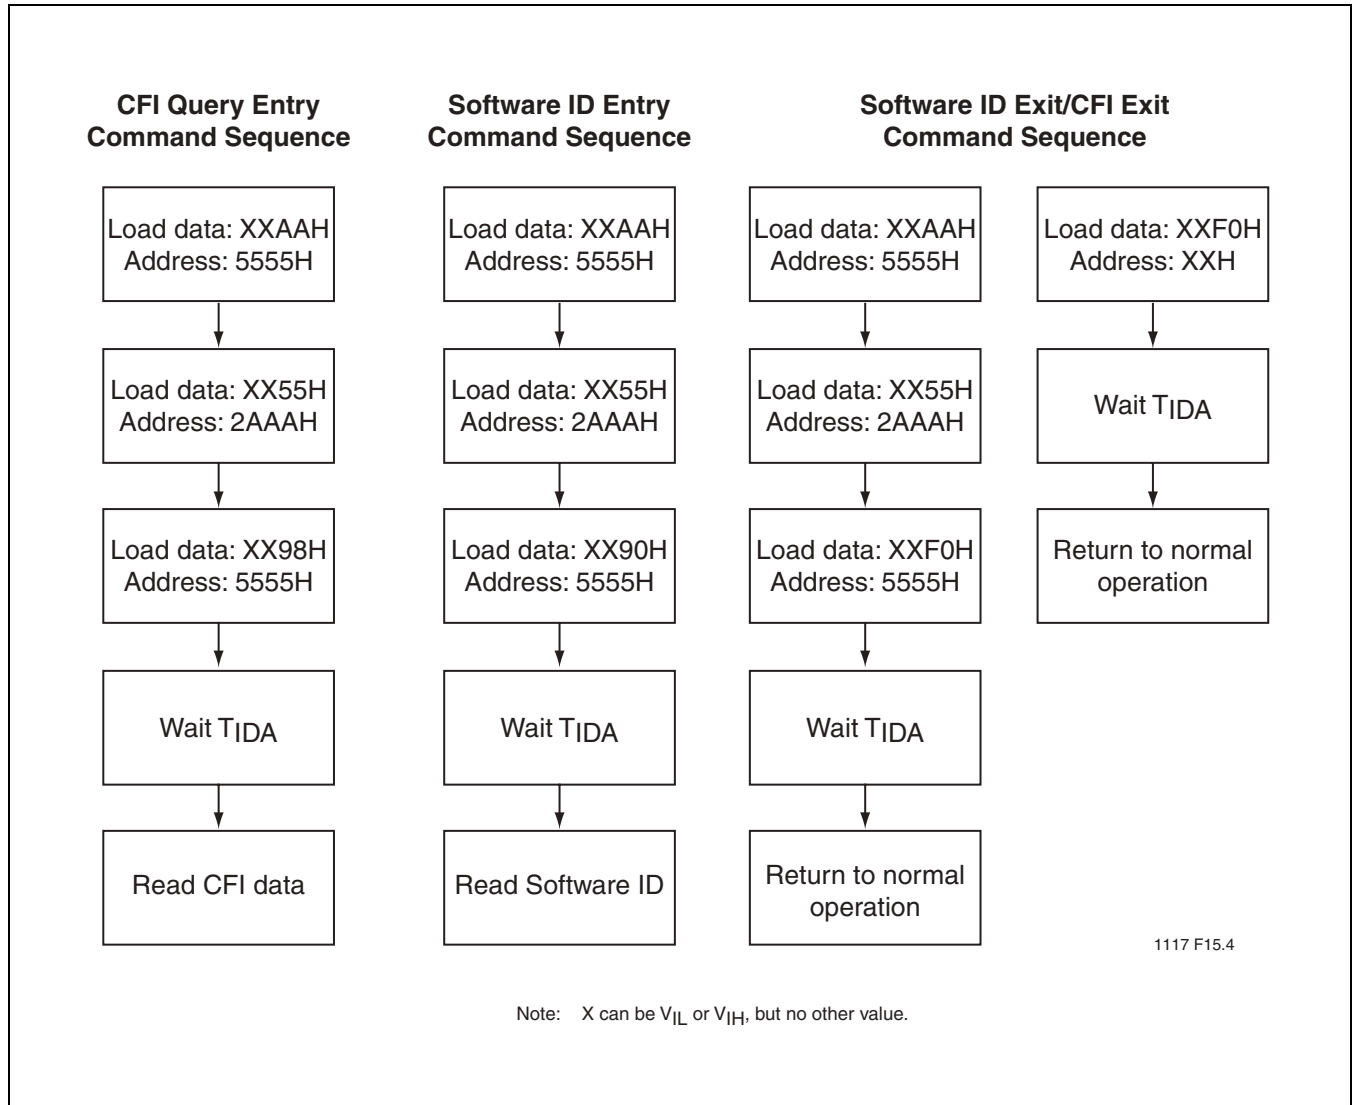 CFI Query Entry
Command Sequence
Load data: XXAAH
Address: 5555H
Load data: XX55H
Address: 2AAAH
Load data: XX98H
Address: 5555H
Wait TIDA
Read CFI data
Software ID Entry
Command Sequence
Load data: XXAAH
Address: 5555H
Load data: XX55H
Address: 2AAAH
Load data: XX90H
Address: 5555H
Wait TIDA
Read Software ID
Software ID Exit/CFI Exit
Command Sequence
Load data: XXAAH
Address: 5555H
Load data: XX55H
Address: 2AAAH
Load data: XXF0H
Address: 5555H
Wait TIDA
Return to normal
operation
Load data: XXF0H
Address: XXH
Wait TIDA
Return to normal
operation
1117 F15.4
Note: X can be VIL or VIH, but no other value.